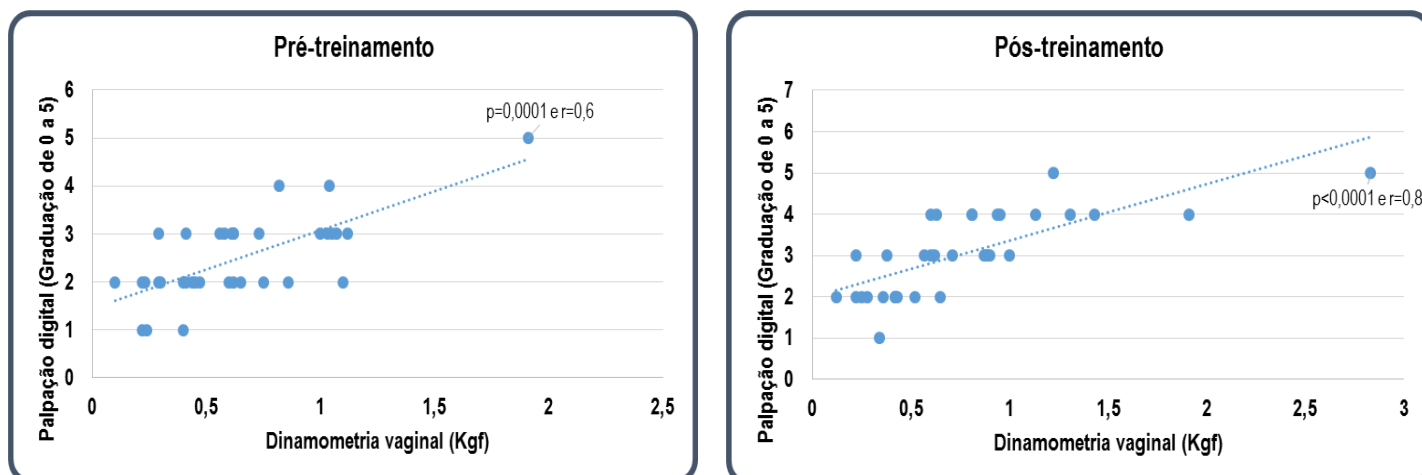 Pré-treinamento
Palpação digital (Graduação de 0 a 5)
6
5
4
3
2
1
0
p=0,0001 e r=0,6
0 0,5 1 1,5 2 2,5
Dinamometria vaginal (Kgf)
Pós-treinamento
Palpação digital (Graduação de 0 a 5)
7
6
5
4
3
2
1
0
p<0,0001 e r=0,8
0 0,5 1 1,5 2 2,5 3
Dinamometria vaginal (Kgf)